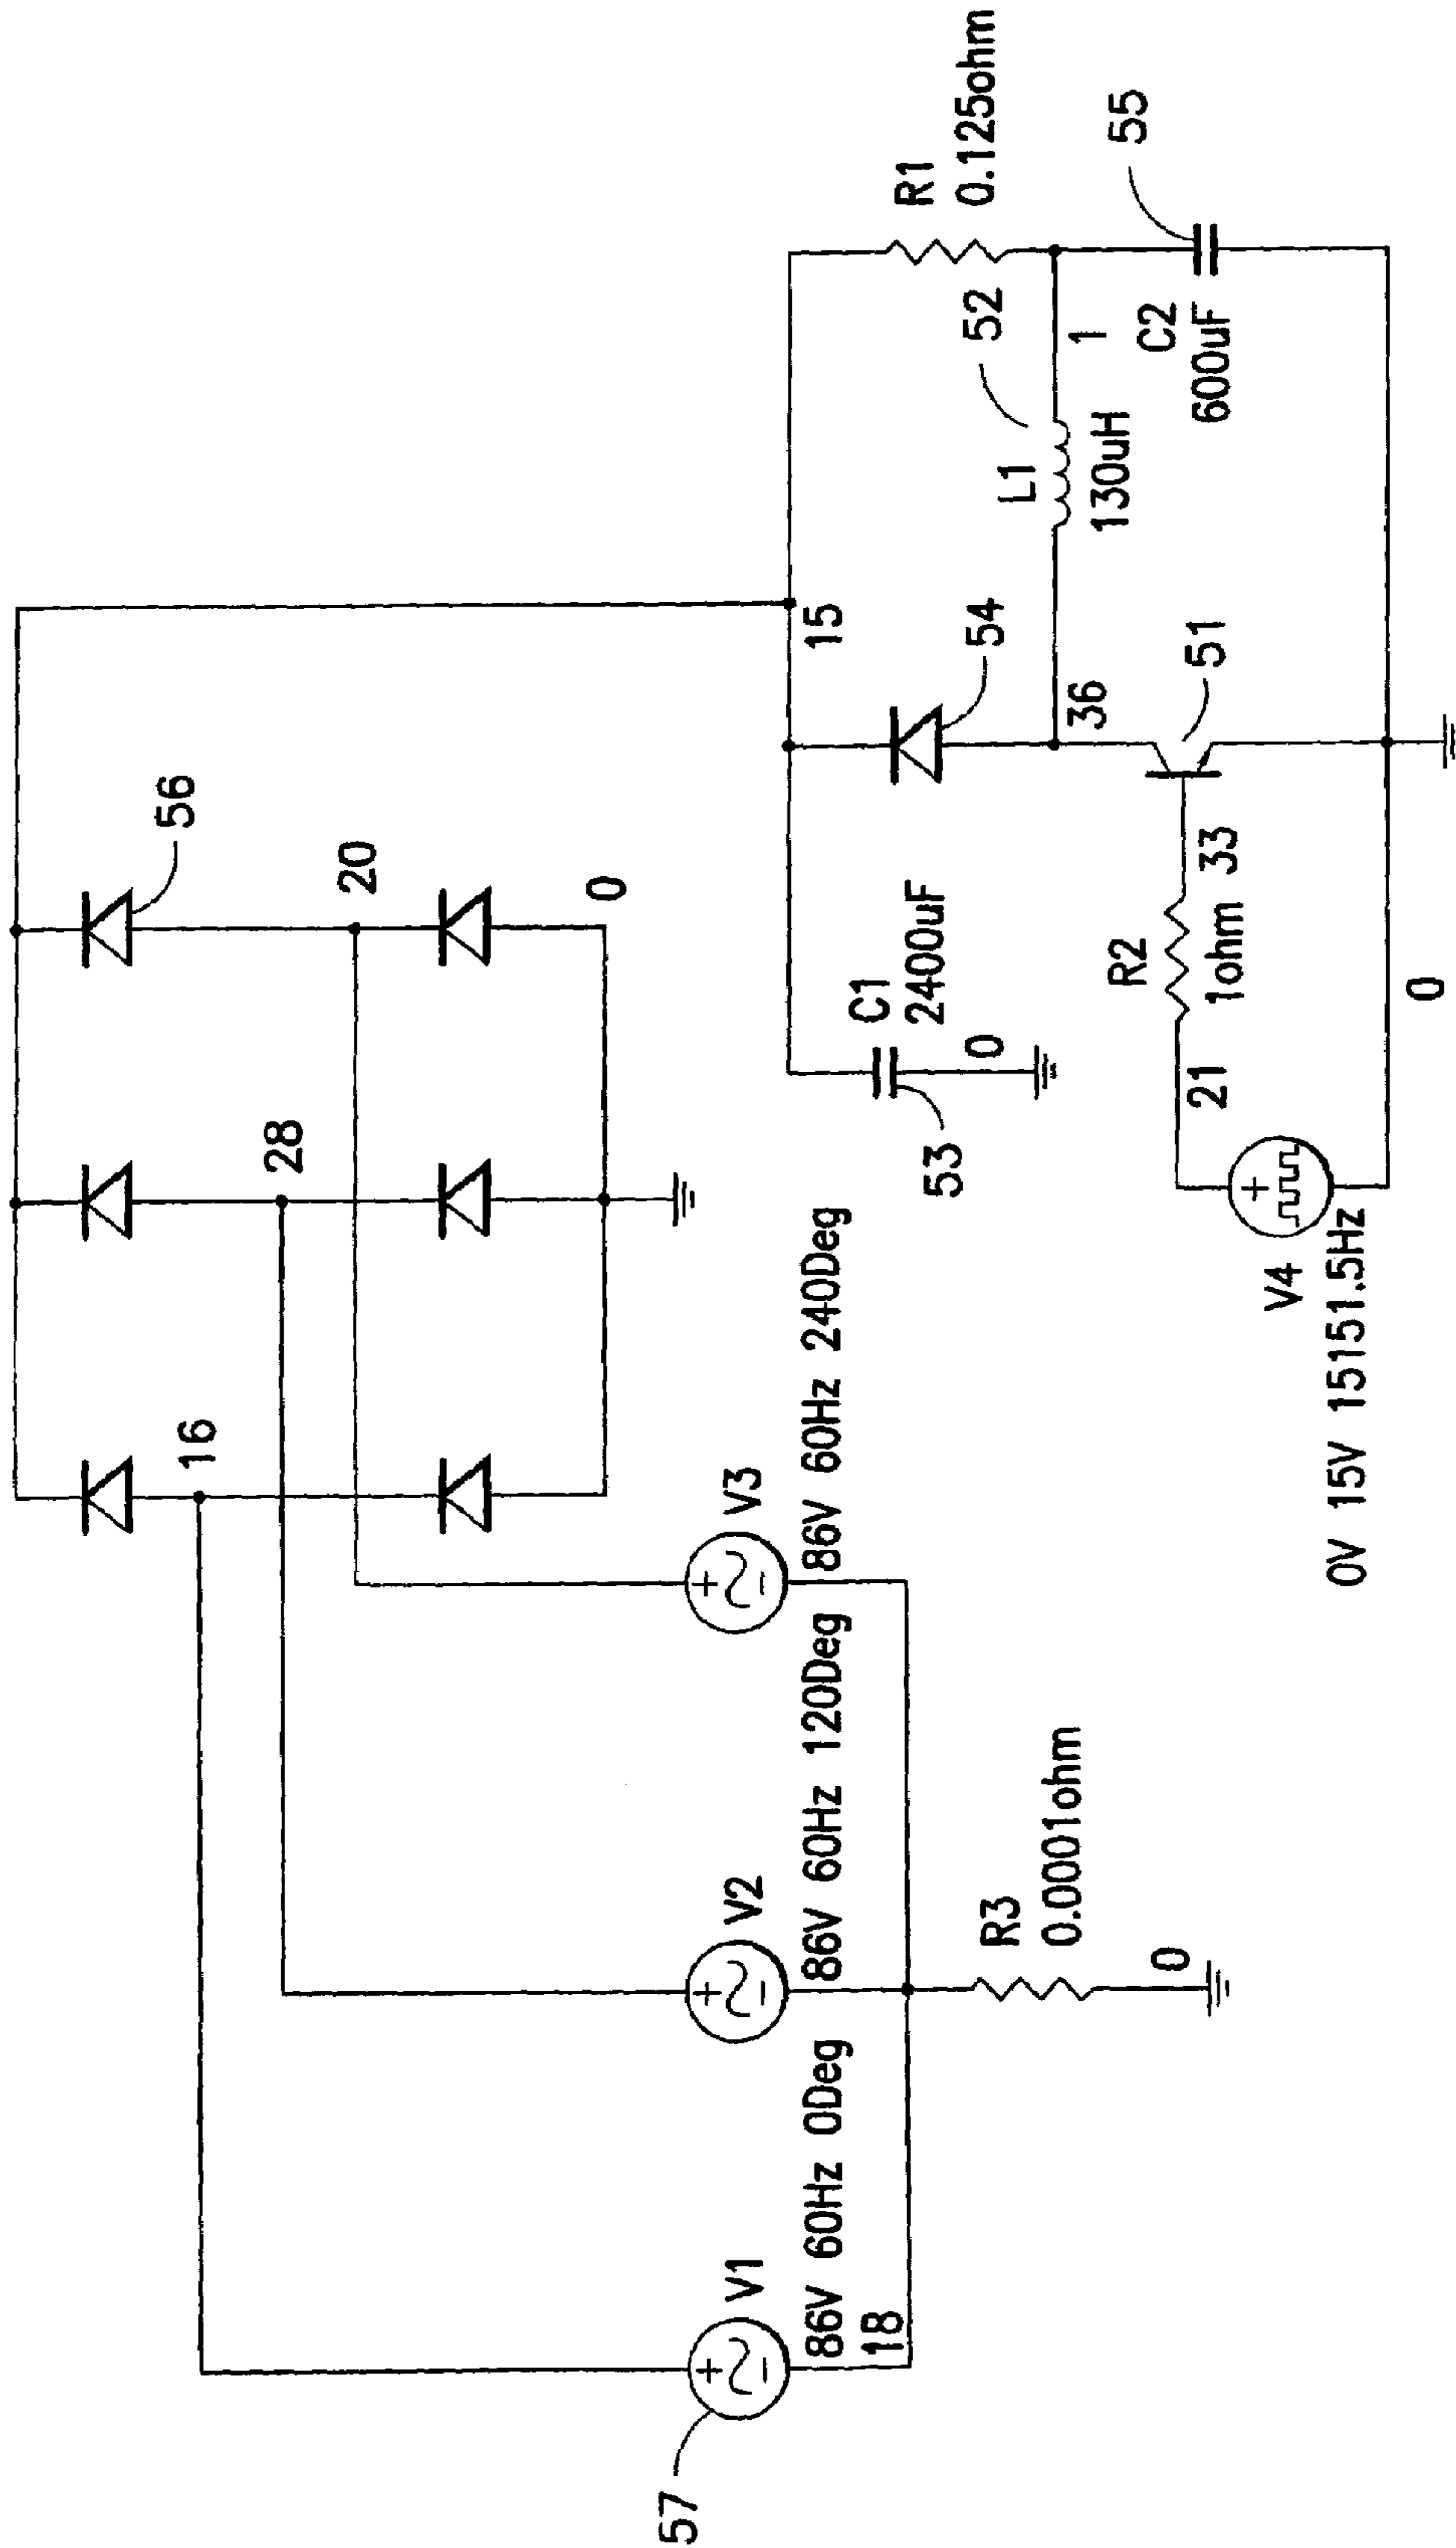 56
20
0
28
16
15
R1
0.125ohm
54
52
L1
130uH
1
C2
600uF
55
36
51
C1
2400uF
0
53
R2
1ohm
33
21
V4
0V 15V 15151.5Hz
0
V3
86V 60Hz 240Deg
V2
86V 60Hz 120Deg
V1
86V 60Hz 0Deg
18
57
R3
0.0001ohm
0